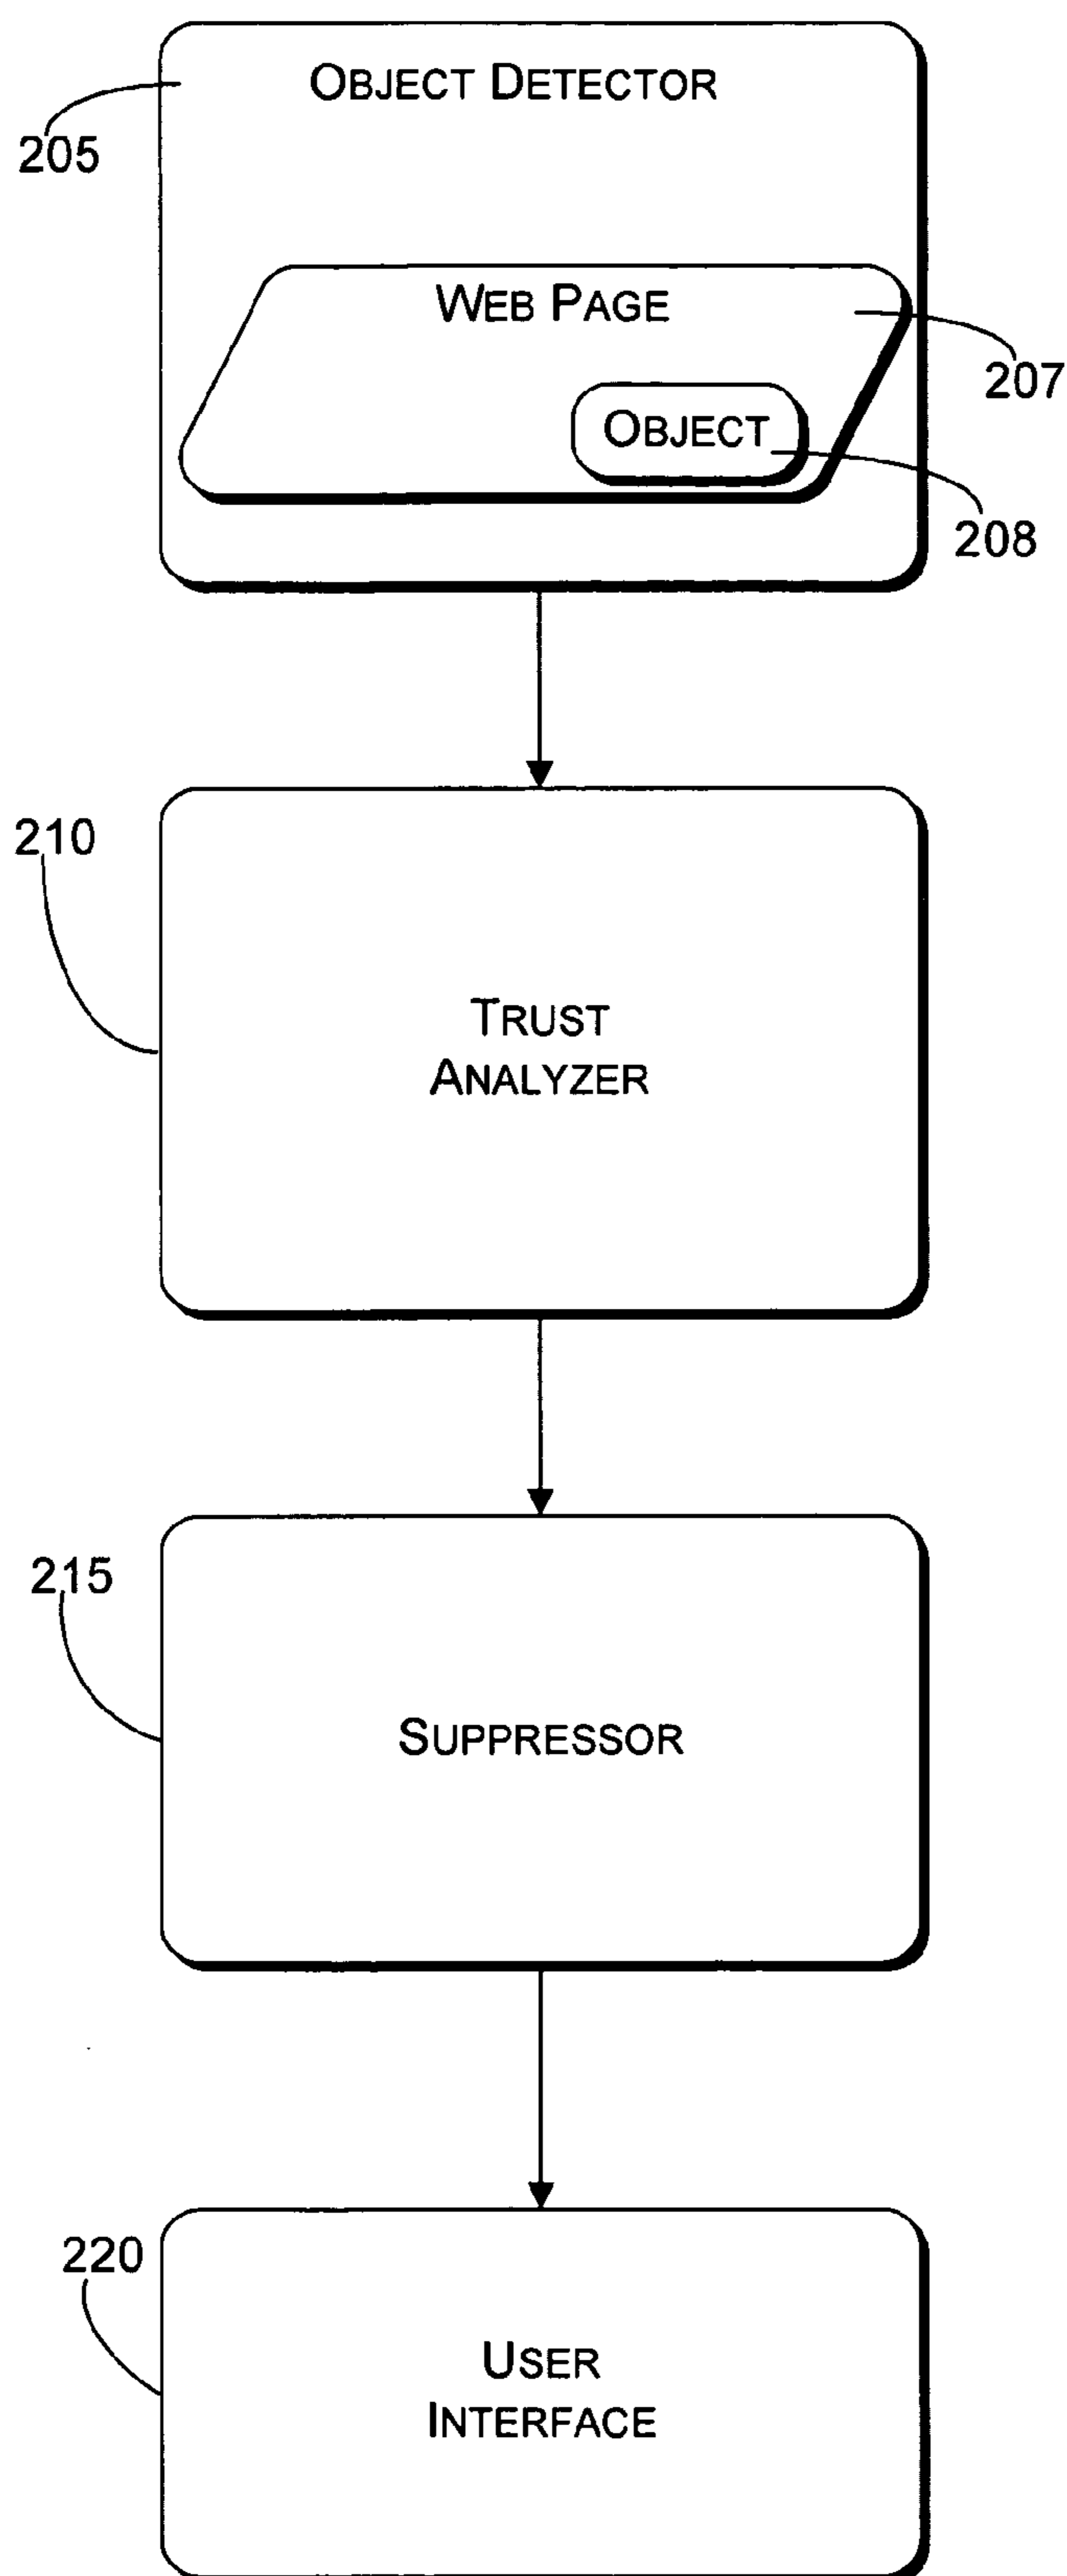 OBJECT DETECTOR
205
WEB PAGE
207
OBJECT
208
210
TRUST
ANALYZER
215
SUPPRESSOR
220
USER
INTERFACE